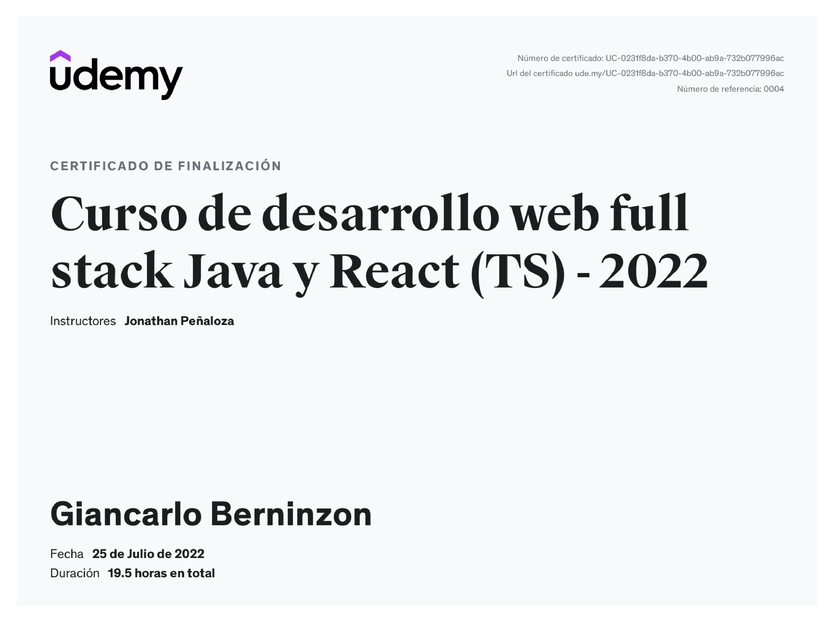 udemy
Número de certificado: UC-0231f8da-b370-4b00-ab9a-732b077996ac
Url del certificado ude.my/UC-0231f8da-b370-4b00-ab9a-732b077996ac
Número de referencia: 0004
CERTIFICADO DE FINALIZACIÓN
Curso de desarrollo web full
stack Java y React (TS) - 2022
Instructores Jonathan Peñaloza
Giancarlo Berninzon
Fecha 25 de Julio de 2022
Duración 19.5 horas en total